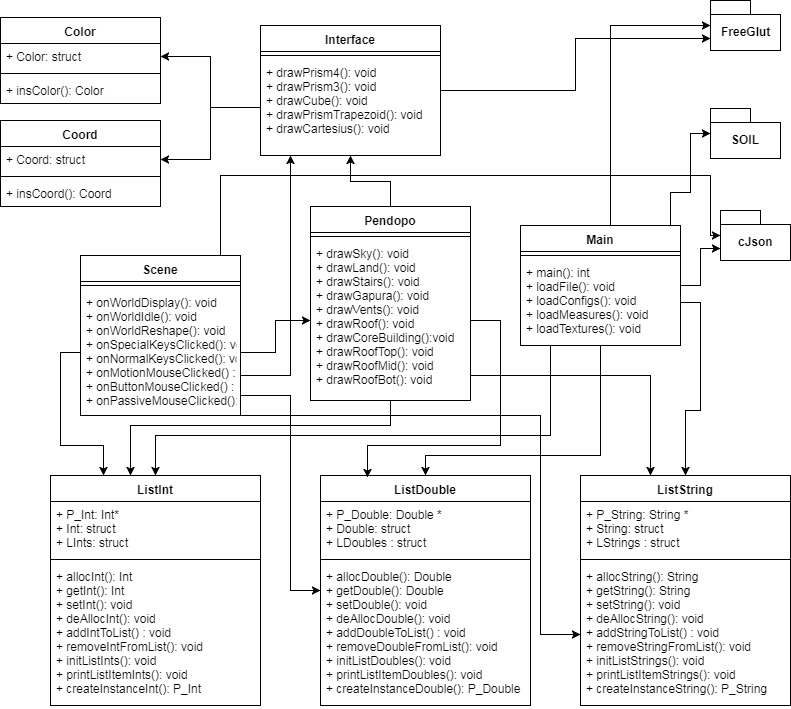 Color
+ Color: struct
+ insColor(): Color
Coord
+ Coord: struct
+ insCoord(): Coord
Interface
+ drawPrism4(): void
+ drawPrism3(): void
+ drawCube(): void
+ drawPrismTrapezoid(): void
+ drawCartesius(): void
FreeGlut
SOIL
cJson
Scene
+ onWorldDisplay(): void
+ onWorldIdle(): void
+ onWorldReshape(): void
+ onSpecialKeysClicked(): v
+ onNormalKeysClicked(): v
+ onMotionMouseClicked() :
+ onButtonMouseClicked() :
+ onPassiveMouseClicked():
Pendopo
+ drawSky(): void
+ drawLand(): void
+ drawStairs(): void
+ drawGapura(): void
+ drawVents(): void
+ drawRoof(): void
+ drawCoreBuilding():void
+ drawRoofTop(): void
+ drawRoofMid(): void
+ drawRoofBot(): void
Main
+ main(): int
+ loadFile(): void
+ loadConfigs(): void
+ loadMeasures(): void
+ loadTextures(): void
ListInt
+ P_Int: Int*
+ Int: struct
+ LInts: struct
+ allocInt(): Int
+ getInt(): Int
+ setInt(): void
+ deAllocInt(): void
+ addIntToList() : void
+ removeIntFromList(): void
+ initListInts(): void
+ printListItemInts(): void
+ createInstanceInt(): P_Int
ListDouble
+ P_Double: Double *
+ Double: struct
+ LDoubles : struct
+ allocDouble(): Double
+ getDouble(): Double
+ setDouble(): void
+ deAllocDouble(): void
+ addDoubleToList() : void
+ removeDoubleFromList(): void
+ initListDoubles(): void
+ printListItemDoubles(): void
+ createInstanceDouble(): P_Double
ListString
+ P_String: String *
+ String: struct
+ LStrings : struct
+ allocString(): String
+ getString(): String
+ setString(): void
+ deAllocString(): void
+ addStringToList() : void
+ removeStringFromList(): void
+ initListStrings(): void
+ printListItemStrings(): void
+ createInstanceString(): P_String